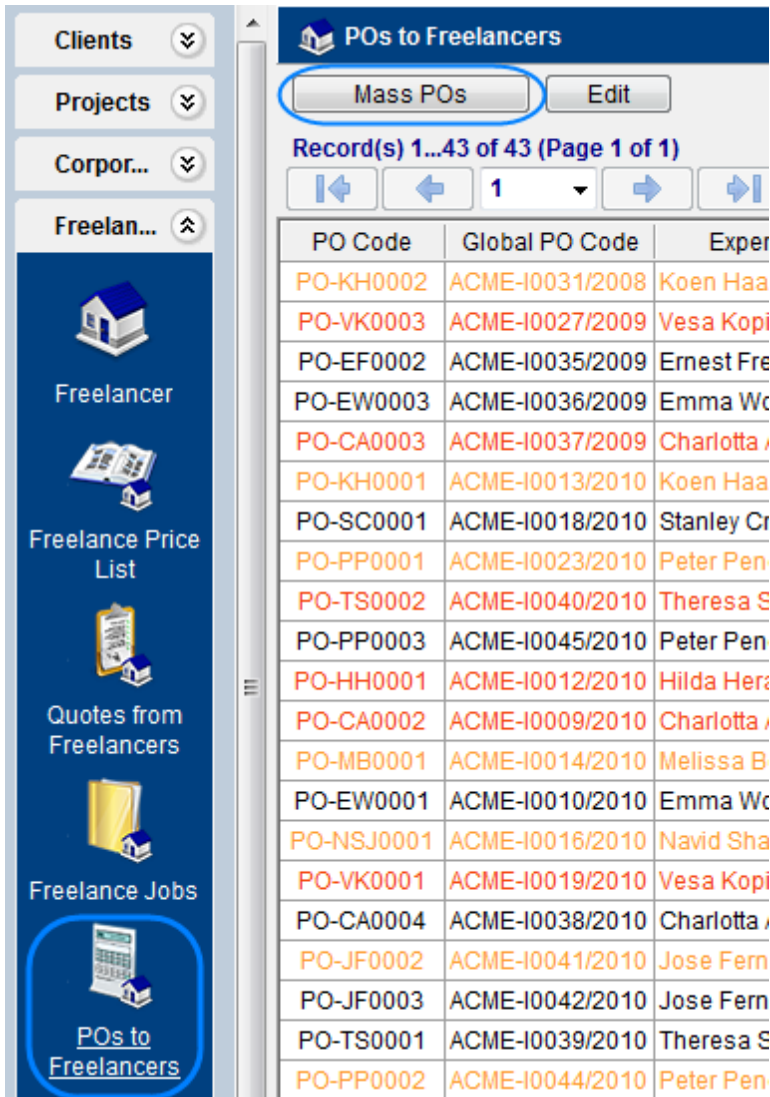 Clients
Projects
Corpor...
Freelan...
Freelancer
Freelance Price
List
Quotes from
Freelancers
Freelance Jobs
POs to
Freelancers
POs to Freelancers
Mass POs Edit
Record(s) 1...43 of 43 (Page 1 of 1)
1
PO Code Global PO Code Exper
PO-KH0002 ACME-I0031/2008 Koen Haa
PO-VK0003 ACME-I0027/2009 Vesa Kopi
PO-EF0002 ACME-I0035/2009 Ernest Fre
PO-EW0003 ACME-I0036/2009 Emma Wo
PO-CA0003 ACME-I0037/2009 Charlotta
PO-KH0001 ACME-I0013/2010 Koen Haa
PO-SC0001 ACME-I0018/2010 Stanley Cr
PO-PP0001 ACME-I0023/2010 Peter Pen
PO-TS0002 ACME-I0040/2010 Theresa S
PO-PP0003 ACME-I0045/2010 Peter Pen
PO-HH0001 ACME-I0012/2010 Hilda Hera
PO-CA0002 ACME-I0009/2010 Charlotta
PO-MB0001 ACME-I0014/2010 Melissa B
PO-EW0001 ACME-I0010/2010 Emma Wo
PO-NSJ0001 ACME-I0016/2010 Navid Sha
PO-VK0001 ACME-I0019/2010 Vesa Kopi
PO-CA0004 ACME-I0038/2010 Charlotta
PO-JF0002 ACME-I0041/2010 Jose Fern
PO-JF0003 ACME-I0042/2010 Jose Fern
PO-TS0001 ACME-I0039/2010 Theresa S
PO-PP0002 ACME-I0044/2010 Peter Pen